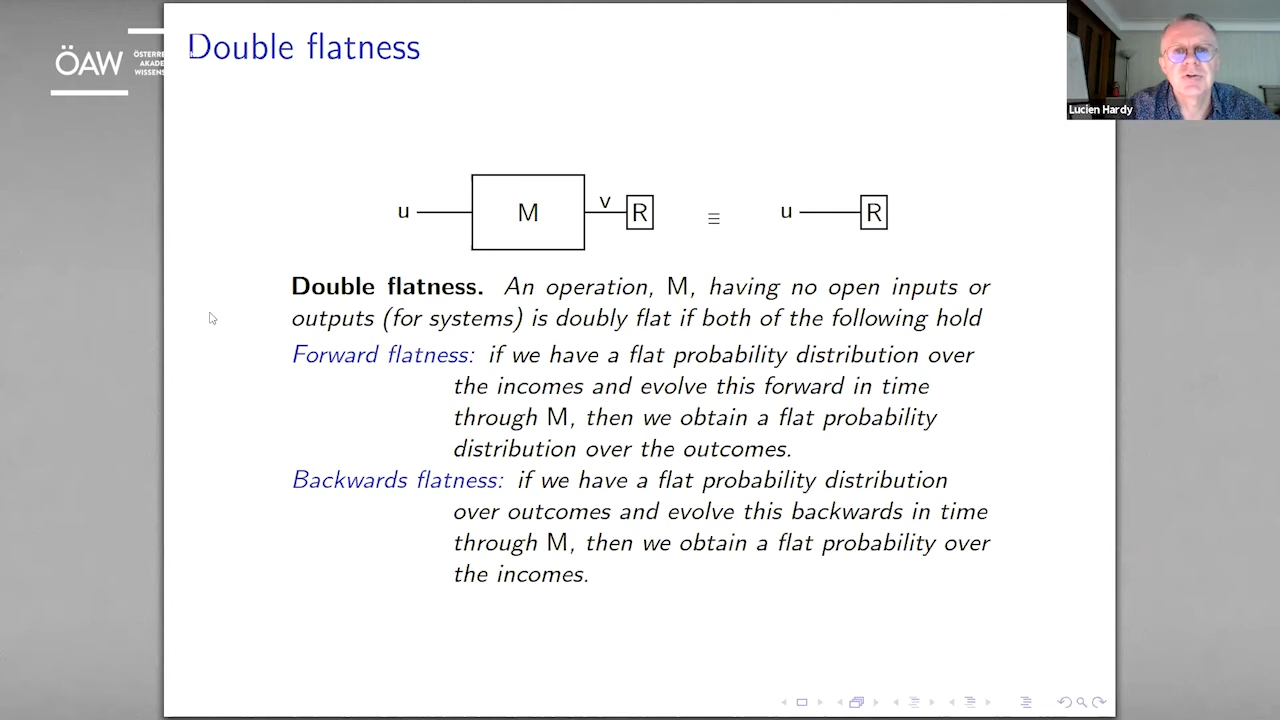 Double flatness
ÖAW
ÖSTERRE
AKADE
WISSENS
Lucien Hardy
u M v R ≡ u R
Double flatness. An operation, M, having no open inputs or
outputs (for systems) is doubly flat if both of the following hold
Forward flatness: if we have a flat probability distribution over
the incomes and evolve this forward in time
through M, then we obtain a flat probability
distribution over the outcomes.
Backwards flatness: if we have a flat probability distribution
over outcomes and evolve this backwards in time
through M, then we obtain a flat probability over
the incomes.